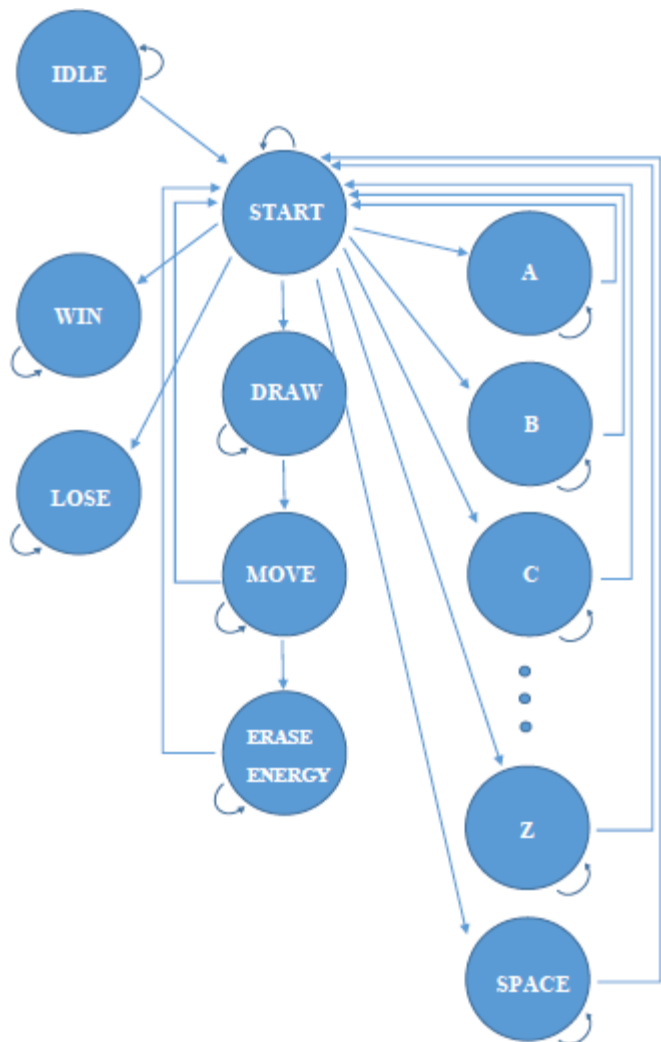 IDLE
START
A
WIN
DRAW
B
LOSE
MOVE
C
ERASE
ENERGY
Z
SPACE